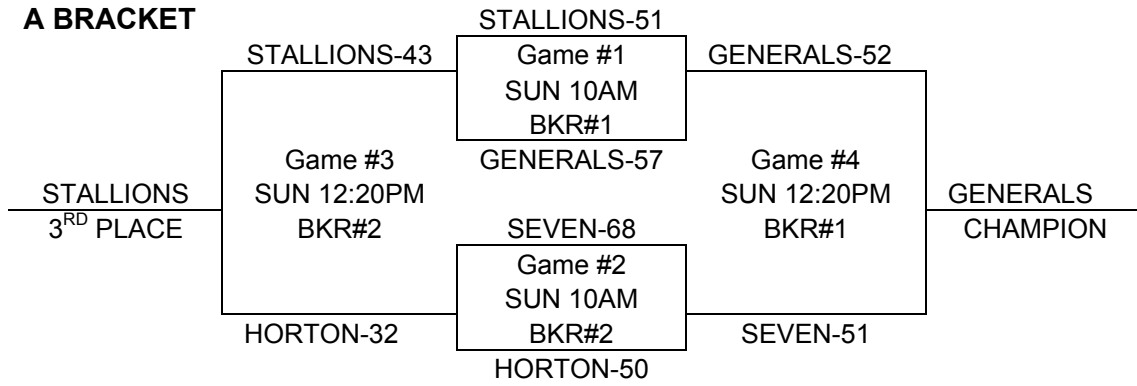 A BRACKET
STALLIONS-51
STALLIONS-43
Game #1
SUN 10AM
BKR#1
GENERALS-52
GENERALS-57
Game #3
SUN 12:20PM
BKR#2
Game #4
SUN 12:20PM
BKR#1
STALLIONS
3RD PLACE
GENERALS
CHAMPION
SEVEN-68
Game #2
SUN 10AM
BKR#2
HORTON-32
SEVEN-51
HORTON-50